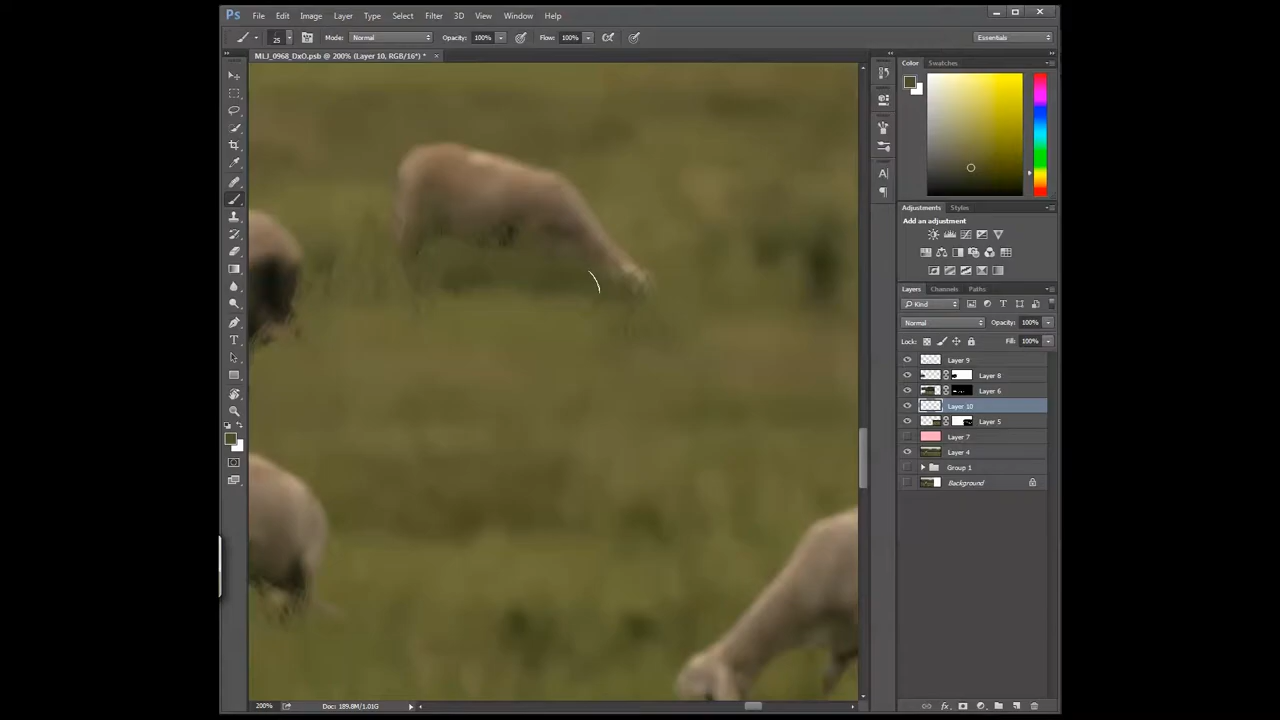 Ps File Edit Image Layer Type Select Filter 3D View Window Help
25 Mode: Normal Opacity: 100% Flow: 100% Essentials
MLI_0968_DxO.psb @ 200% (Layer 10, RGB/16*) * ×
Color Swatches
Adjustments Styles
Add an adjustment
Layers Channels Paths
Kind
Normal Opacity: 100%
Lock: Fill: 100%
Layer 9
Layer 8
Layer 6
Layer 10
Layer 5
Layer 7
Layer 4
Group 1
Background
200% Doc: 189.8M/1.01G